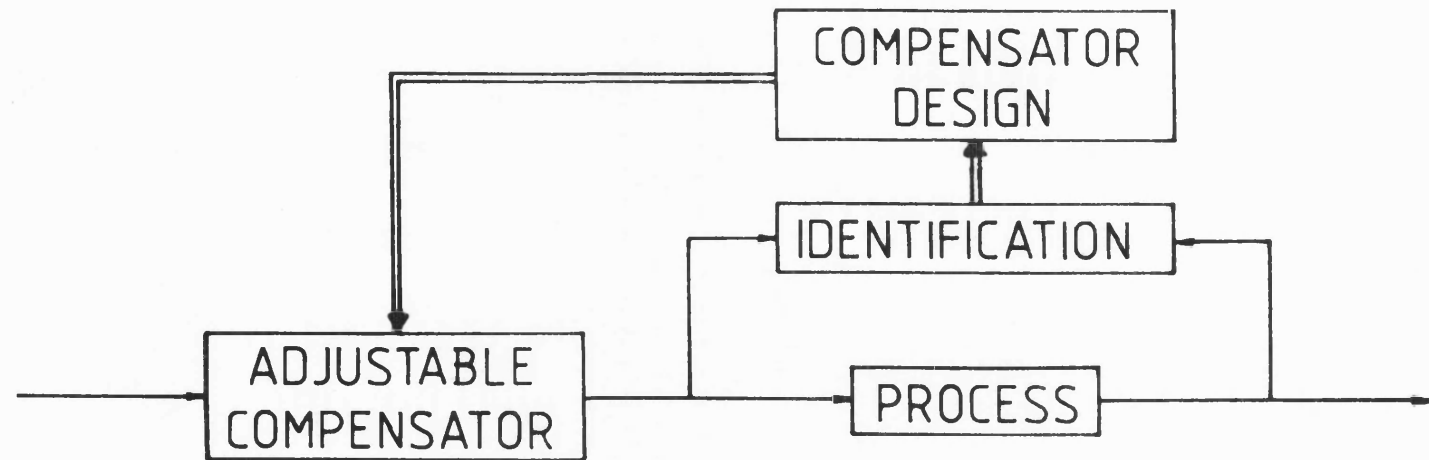 COMPENSATOR
DESIGN
IDENTIFICATION
ADJUSTABLE
COMPENSATOR
PROCESS